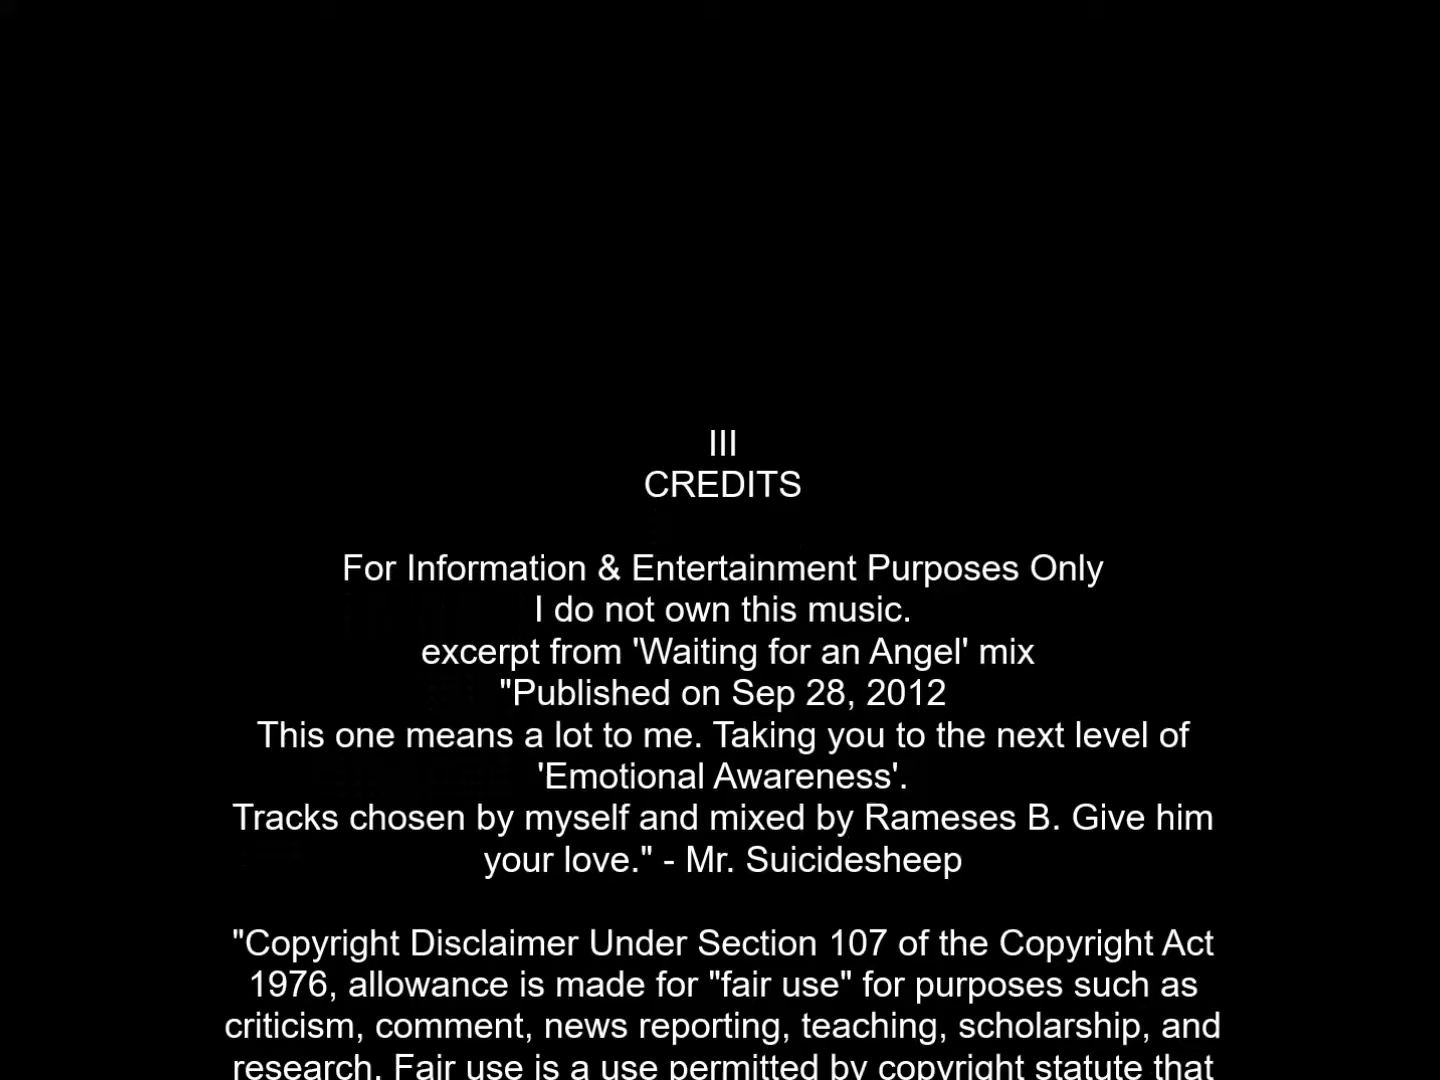 III
CREDITS
For Information & Entertainment Purposes Only
I do not own this music.
excerpt from 'Waiting for an Angel' mix
"Published on Sep 28, 2012
This one means a lot to me. Taking you to the next level of
'Emotional Awareness'.
Tracks chosen by myself and mixed by Rameses B. Give him
your love." - Mr. Suicidesheep
"Copyright Disclaimer Under Section 107 of the Copyright Act
1976, allowance is made for "fair use" for purposes such as
criticism, comment, news reporting, teaching, scholarship, and
research. Fair use is a use permitted by copyright statute that